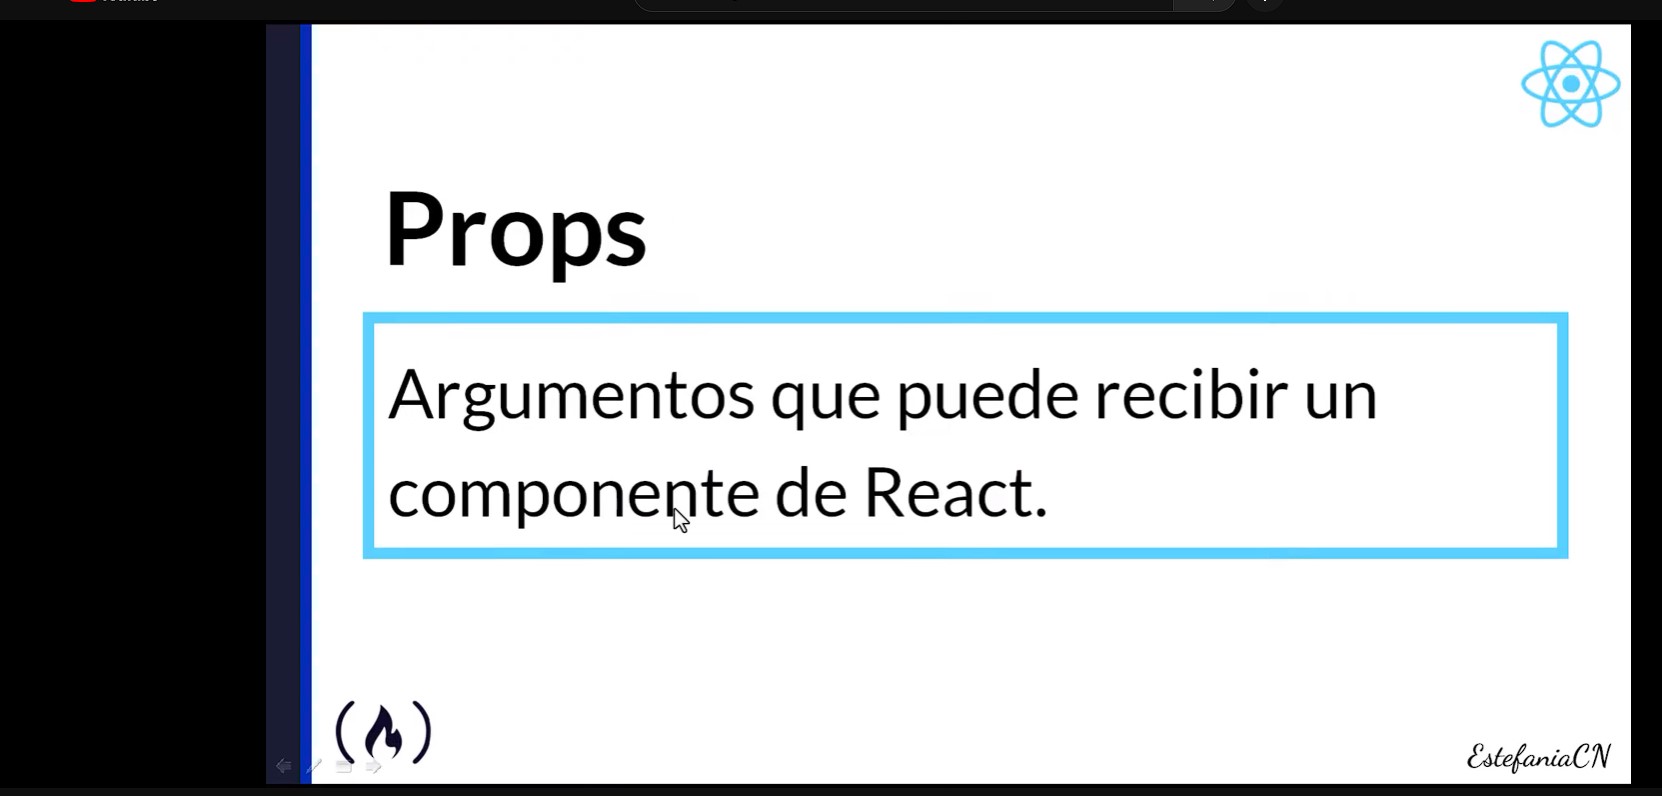 Props
Argumentos que puede recibir un
componente de React.
EstefaniaCN